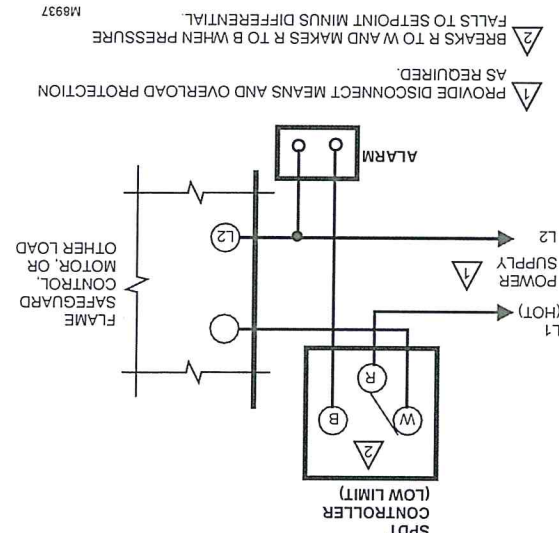 SPDT
CONTROLLER
(LOW LIMIT)
2
W B
R
L1
(HOT)
POWER
SUPPLY
1
L2
L2
FLAME
SAFEGUARD
CONTROL,
MOTOR, OR
OTHER LOAD
ALARM
1 PROVIDE DISCONNECT MEANS AND OVERLOAD PROTECTION
AS REQUIRED.
2 BREAKS R TO W AND MAKES R TO B WHEN PRESSURE
FALLS TO SETPOINT MINUS DIFFERENTIAL.
M8937